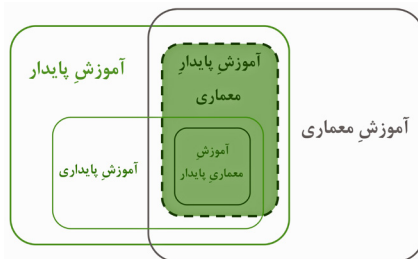 آموزشِ پایدار
آموزشِ پایدارِ
معماری
آموزشِ معماری
آموزشِ پایداری
آموزشِ
معماریِ پایدار